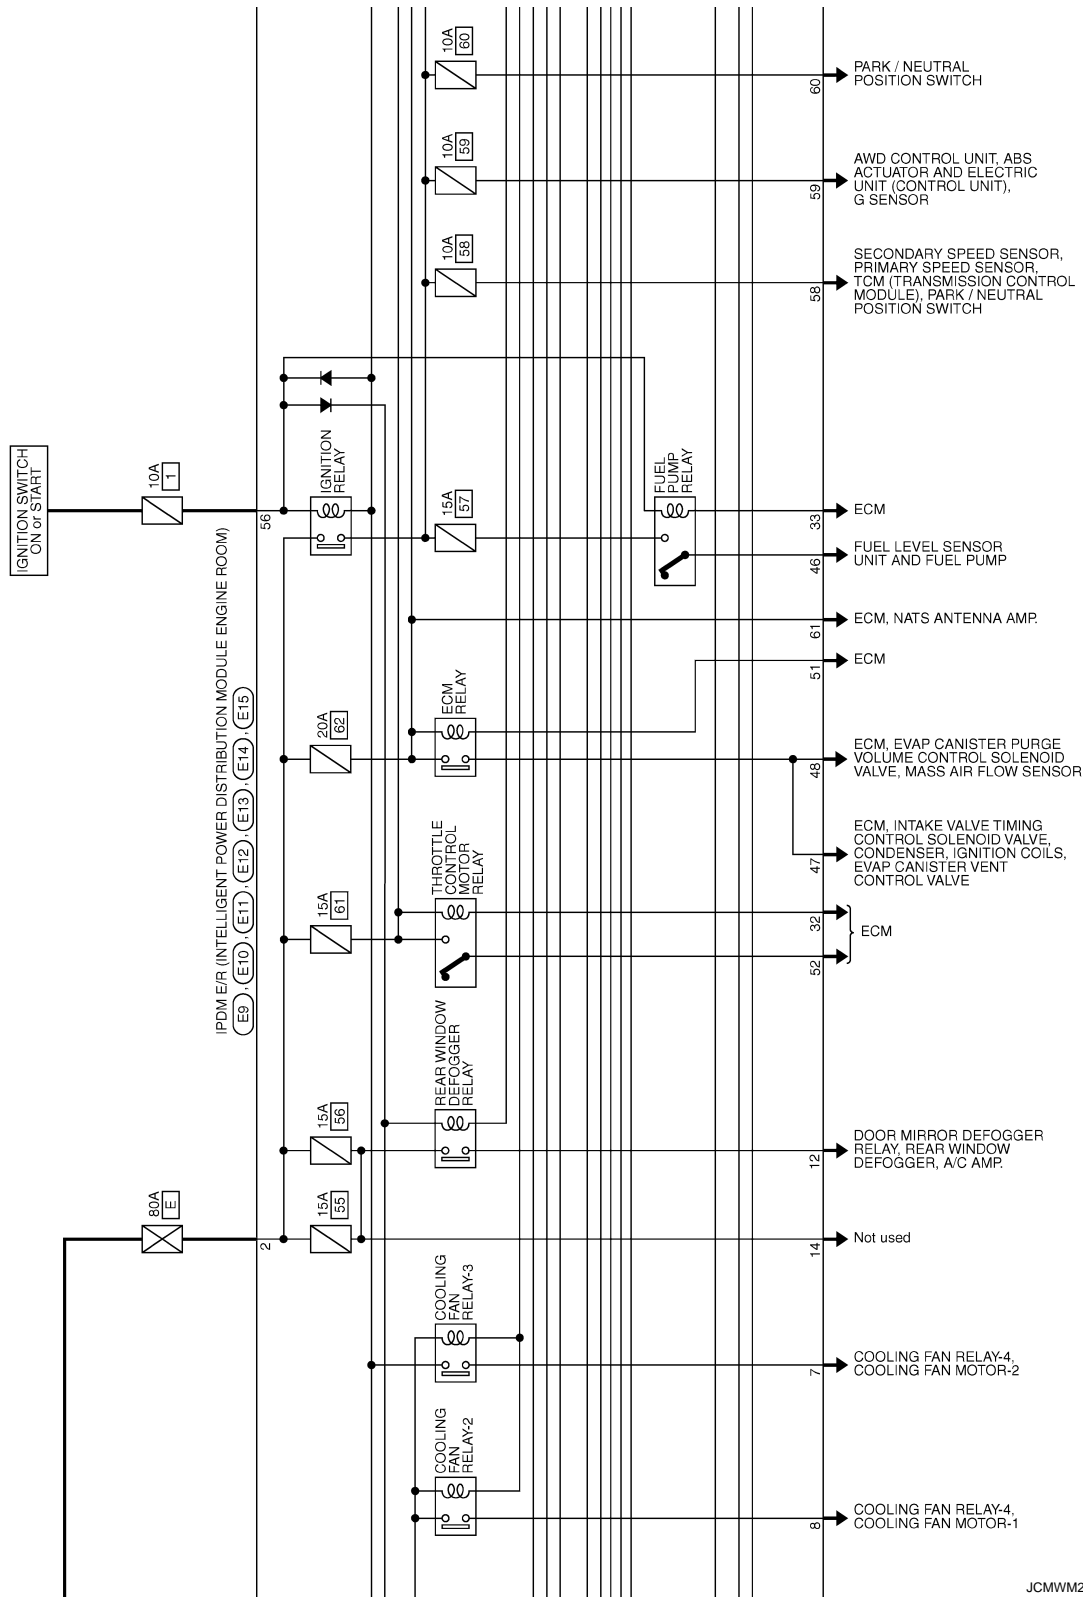 10A
60
60
PARK / NEUTRAL
POSITION SWITCH
10A
59
59
AWD CONTROL UNIT, ABS
ACTUATOR AND ELECTRIC
UNIT (CONTROL UNIT),
G SENSOR
10A
58
58
SECONDARY SPEED SENSOR,
PRIMARY SPEED SENSOR,
TCM (TRANSMISSION CONTROL
MODULE), PARK / NEUTRAL
POSITION SWITCH
IGNITION SWITCH
ON or START
10A
1
56
IGNITION
RELAY
15A
57
FUEL
PUMP
RELAY
33
ECM
46
FUEL LEVEL SENSOR
UNIT AND FUEL PUMP
61
ECM, NATS ANTENNA AMP.
51
ECM
IPDM E/R (INTELLIGENT POWER DISTRIBUTION MODULE ENGINE ROOM)
E9 , E10 , E11 , E12 , E13 , E14 , E15
20A
62
ECM
RELAY
48
ECM, EVAP CANISTER PURGE
VOLUME CONTROL SOLENOID
VALVE, MASS AIR FLOW SENSOR
47
ECM, INTAKE VALVE TIMING
CONTROL SOLENOID VALVE,
CONDENSER, IGNITION COILS,
EVAP CANISTER VENT
CONTROL VALVE
15A
61
THROTTLE
CONTROL
MOTOR
RELAY
32
52
ECM
15A
56
REAR WINDOW
DEFOGGER
RELAY
12
DOOR MIRROR DEFOGGER
RELAY, REAR WINDOW
DEFOGGER, A/C AMP.
80A
E
2
15A
55
14
Not used
COOLING
FAN
RELAY-3
7
COOLING FAN RELAY-4,
COOLING FAN MOTOR-2
COOLING
FAN
RELAY-2
8
COOLING FAN RELAY-4,
COOLING FAN MOTOR-1
JCMWM2